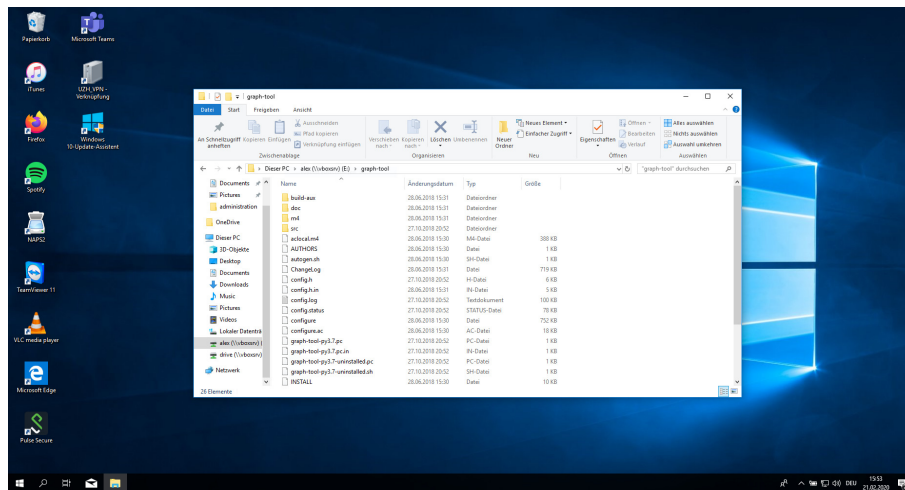 Papierkorb
Microsoft Teams
iTunes
UZH_VPN -
Verknüpfung
Firefox
Windows
10-Update-Assistent
Spotify
NAPS2
TeamViewer 11
VLC media player
Microsoft Edge
Pulse Secure
graph-tool
Datei Start Freigeben Ansicht
An Schnellzugriff
anheften
Kopieren
Einfügen
Ausschneiden
Pfad kopieren
Verknüpfung einfügen
Zwischenablage
Verschieben
nach
Kopieren
nach
Löschen
Umbenennen
Organisieren
Neuer
Ordner
Neues Element
Einfacher Zugriff
Neu
Eigenschaften
Öffnen
Bearbeiten
Verlauf
Öffnen
Alles auswählen
Nichts auswählen
Auswahl umkehren
Auswählen
Dieser PC > alex (\\vboxsrv) (E:) > graph-tool
"graph-tool" durchsuchen
Documents
Pictures
administration
OneDrive
Dieser PC
3D-Objekte
Desktop
Documents
Downloads
Music
Pictures
Videos
Lokaler Datenträ
alex (\\vboxsrv) (
drive (\\vboxsrv)
Netzwerk
Name Änderungsdatum Typ Größe
build-aux 28.06.2018 15:31 Dateiordner
doc 28.06.2018 15:31 Dateiordner
m4 28.06.2018 15:31 Dateiordner
src 27.10.2018 20:52 Dateiordner
aclocal.m4 28.06.2018 15:30 M4-Datei 388 KB
AUTHORS 28.06.2018 15:30 Datei 1 KB
autogen.sh 28.06.2018 15:30 SH-Datei 1 KB
ChangeLog 28.06.2018 15:31 Datei 719 KB
config.h 27.10.2018 20:52 H-Datei 6 KB
config.h.in 28.06.2018 15:31 IN-Datei 5 KB
config.log 27.10.2018 20:52 Textdokument 100 KB
config.status 27.10.2018 20:52 STATUS-Datei 78 KB
configure 28.06.2018 15:30 Datei 752 KB
configure.ac 28.06.2018 15:30 AC-Datei 18 KB
graph-tool-py3.7.pc 27.10.2018 20:52 PC-Datei 1 KB
graph-tool-py3.7.pc.in 27.10.2018 20:52 IN-Datei 1 KB
graph-tool-py3.7-uninstalled.pc 27.10.2018 20:52 PC-Datei 1 KB
graph-tool-py3.7-uninstalled.sh 27.10.2018 20:52 SH-Datei 1 KB
INSTALL 28.06.2018 15:30 Datei 10 KB
26 Elemente
DEU
15:53
21.02.2020